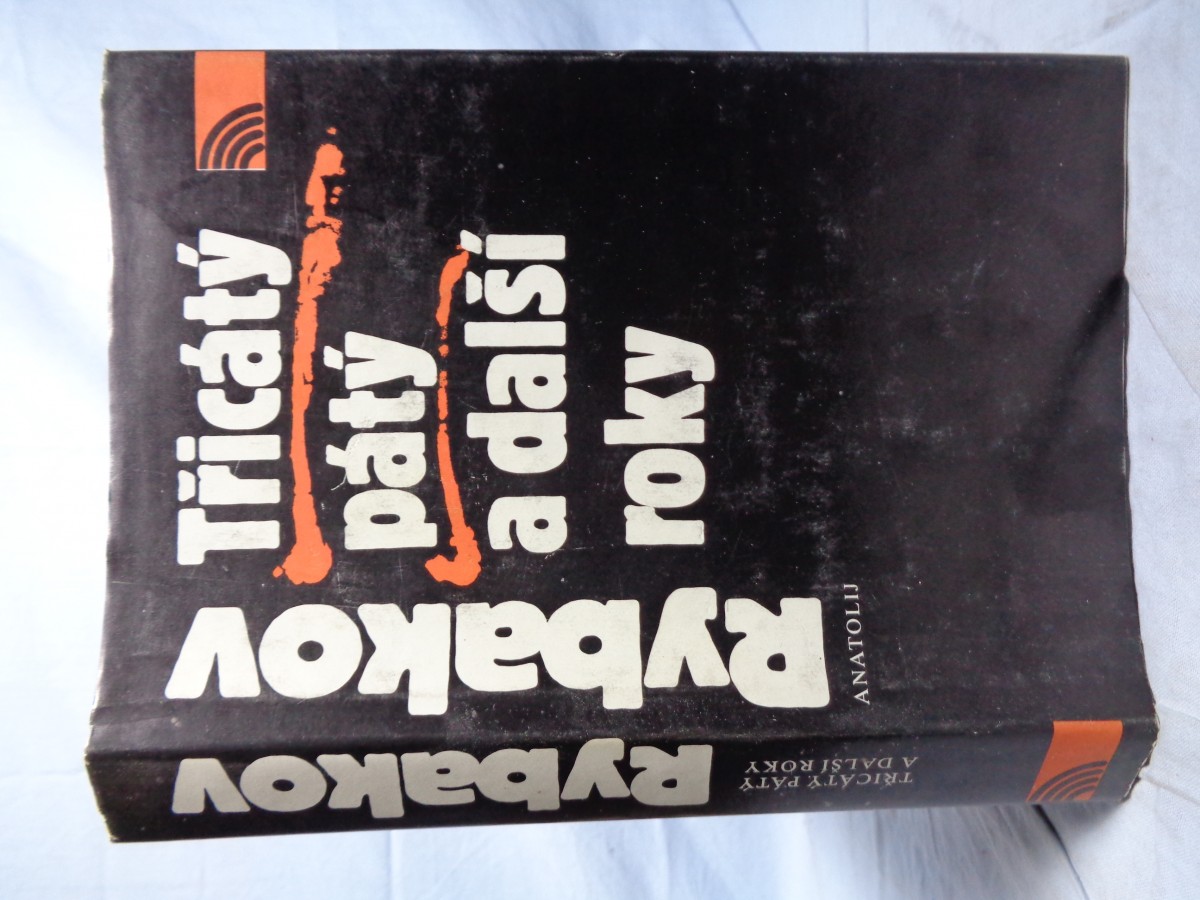 Třicátý
pátý
a další
roky
ANATOLIJ
Rybakov
Rybakov
TŘICÁTÝ PÁTÝ
A DALŠÍ ROKY